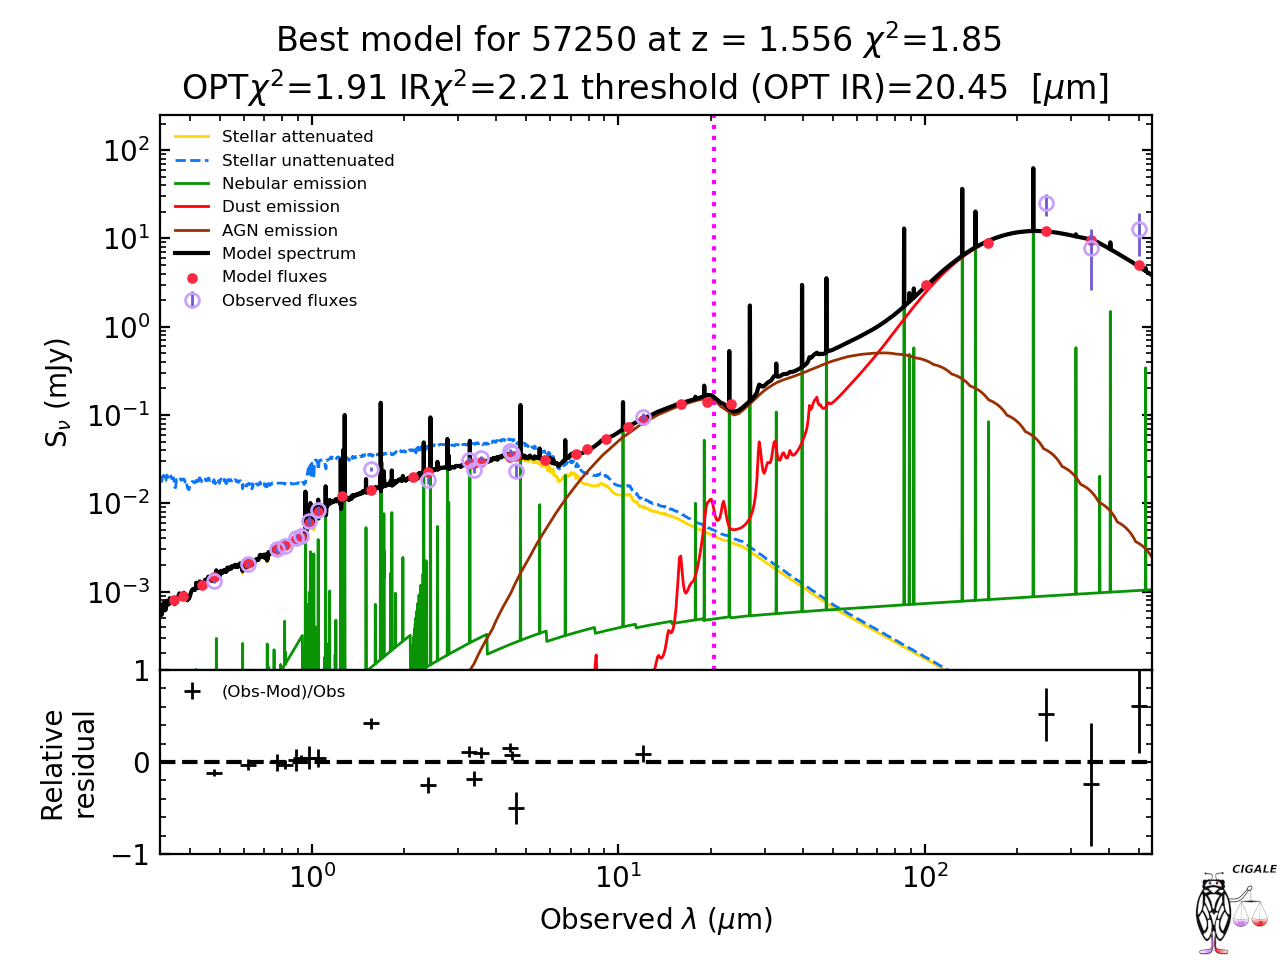 Best model for 57250 at z = 1.556 χ²=1.85
OPTχ²=1.91 IRχ²=2.21 threshold (OPT IR)=20.45 [μm]
Stellar attenuated
Stellar unattenuated
Nebular emission
Dust emission
AGN emission
Model spectrum
Model fluxes
Observed fluxes
10²
10¹
10⁰
10⁻¹
10⁻²
10⁻³
S_ν (mJy)
(Obs-Mod)/Obs
1
0
−1
Relative
residual
10⁰ 10¹ 10²
Observed λ (μm)
CIGALE